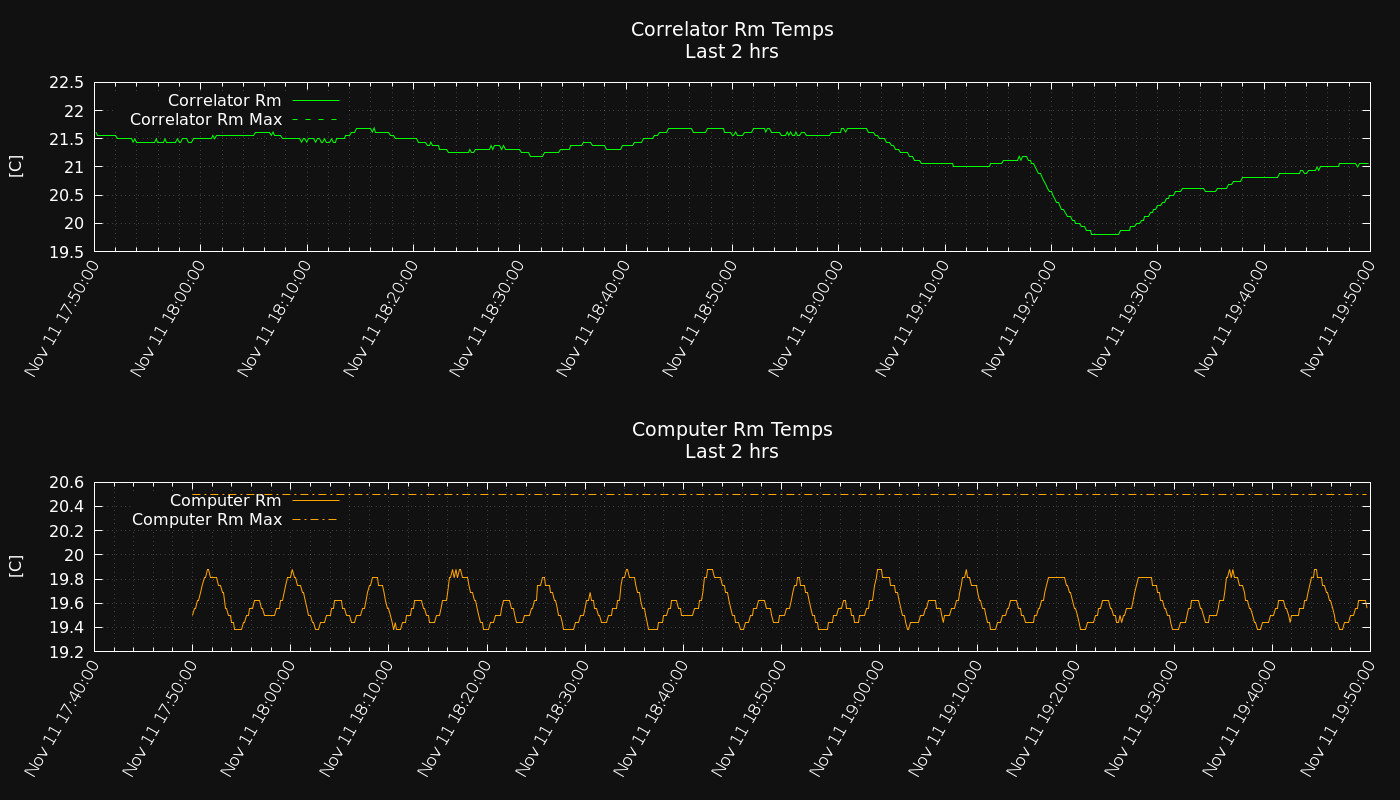 Correlator Rm Temps
Last 2 hrs
22.5
22
21.5
21
20.5
20
19.5
[C]
Correlator Rm
Correlator Rm Max
Nov 11 17:50:00
Nov 11 18:00:00
Nov 11 18:10:00
Nov 11 18:20:00
Nov 11 18:30:00
Nov 11 18:40:00
Nov 11 18:50:00
Nov 11 19:00:00
Nov 11 19:10:00
Nov 11 19:20:00
Nov 11 19:30:00
Nov 11 19:40:00
Nov 11 19:50:00
Computer Rm Temps
Last 2 hrs
20.6
20.4
20.2
20
19.8
19.6
19.4
19.2
[C]
Computer Rm
Computer Rm Max
Nov 11 17:40:00
Nov 11 17:50:00
Nov 11 18:00:00
Nov 11 18:10:00
Nov 11 18:20:00
Nov 11 18:30:00
Nov 11 18:40:00
Nov 11 18:50:00
Nov 11 19:00:00
Nov 11 19:10:00
Nov 11 19:20:00
Nov 11 19:30:00
Nov 11 19:40:00
Nov 11 19:50:00